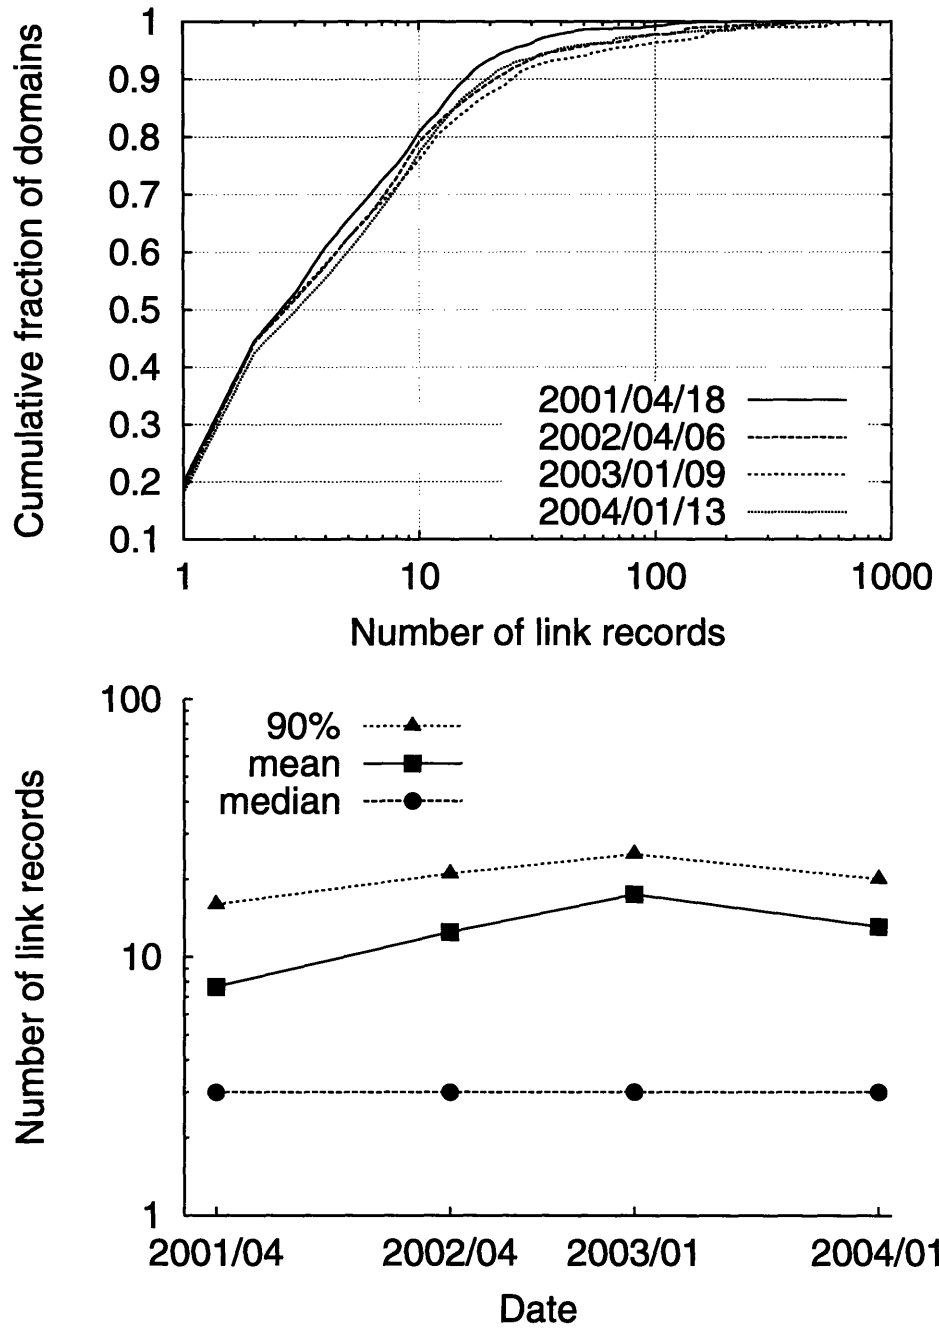 1
0.9
0.8
0.7
0.6
0.5
0.4
0.3
0.2
0.1
Cumulative fraction of domains
2001/04/18
2002/04/06
2003/01/09
2004/01/13
1 10 100 1000
Number of link records
100
10
1
Number of link records
90%
mean
median
2001/04 2002/04 2003/01 2004/01
Date